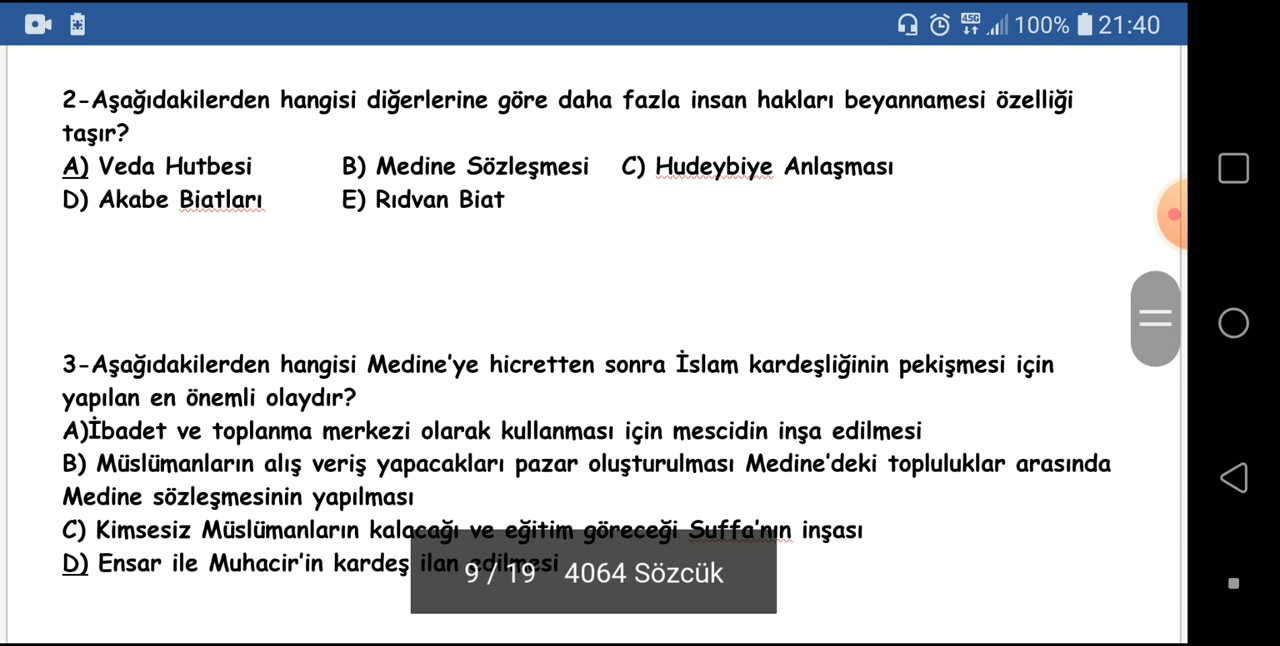 4.5G 100% 21:40
2-Aşağıdakilerden hangisi diğerlerine göre daha fazla insan hakları beyannamesi özelliği
taşır?
A) Veda Hutbesi B) Medine Sözleşmesi C) Hudeybiye Anlaşması
D) Akabe Biatları E) Rıdvan Biat
3-Aşağıdakilerden hangisi Medine'ye hicretten sonra İslam kardeşliğinin pekişmesi için
yapılan en önemli olaydır?
A)İbadet ve toplanma merkezi olarak kullanması için mescidin inşa edilmesi
B) Müslümanların alış veriş yapacakları pazar oluşturulması Medine'deki topluluklar arasında
Medine sözleşmesinin yapılması
C) Kimsesiz Müslümanların kalacağı ve eğitim göreceği Suffa'nın inşası
D) Ensar ile Muhacir'in kardeş ilan edilmesi
9 / 19 4064 Sözcük